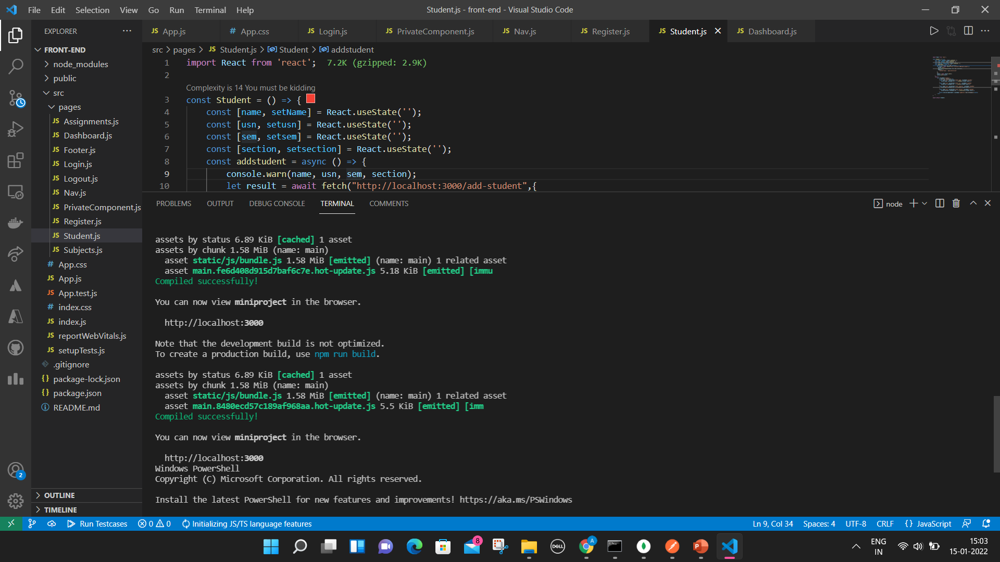 File Edit Selection View Go Run Terminal Help
Student.js - front-end - Visual Studio Code
EXPLORER
FRONT-END
node_modules
public
src
pages
JS Assignments.js
JS Dashboard.js
JS Footer.js
JS Login.js
JS Logout.js
JS Nav.js
JS PrivateComponent.js
JS Register.js
JS Student.js
JS Subjects.js
# App.css
JS App.js
JS App.test.js
# index.css
JS index.js
JS reportWebVitals.js
JS setupTests.js
.gitignore
{} package-lock.json
{} package.json
README.md
OUTLINE
TIMELINE
JS App.js # App.css JS Login.js JS PrivateComponent.js JS Nav.js JS Register.js JS Student.js JS Dashboard.js
src > pages > JS Student.js > Student > addstudent
1 import React from 'react'; 7.2K (gzipped: 2.9K)
2
Complexity is 14 You must be kidding
3 const Student = () => {
4 const [name, setName] = React.useState('');
5 const [usn, setusn] = React.useState('');
6 const [sem, setsem] = React.useState('');
7 const [section, setsection] = React.useState('');
8 const addstudent = async () => {
9 console.warn(name, usn, sem, section);
10 let result = await fetch("http://localhost:3000/add-student",{
PROBLEMS OUTPUT DEBUG CONSOLE TERMINAL COMMENTS
node
assets by status 6.89 KiB [cached] 1 asset
assets by chunk 1.58 MiB (name: main)
asset static/js/bundle.js 1.58 MiB [emitted] (name: main) 1 related asset
asset main.fe6d408d915d7baf6c7e.hot-update.js 5.18 KiB [emitted] [immu
Compiled successfully!
You can now view miniproject in the browser.
http://localhost:3000
Note that the development build is not optimized.
To create a production build, use npm run build.
assets by status 6.89 KiB [cached] 1 asset
assets by chunk 1.58 MiB (name: main)
asset static/js/bundle.js 1.58 MiB [emitted] (name: main) 1 related asset
asset main.8480ecd57c189af968aa.hot-update.js 5.5 KiB [emitted] [imm
Compiled successfully!
You can now view miniproject in the browser.
http://localhost:3000
Windows PowerShell
Copyright (C) Microsoft Corporation. All rights reserved.
Install the latest PowerShell for new features and improvements! https://aka.ms/PSWindows
2
Run Testcases 0 0 Initializing JS/TS language features
Ln 9, Col 34 Spaces: 4 UTF-8 CRLF {} JavaScript
8
DELL
A
P
ENG
IN
15:03
15-01-2022